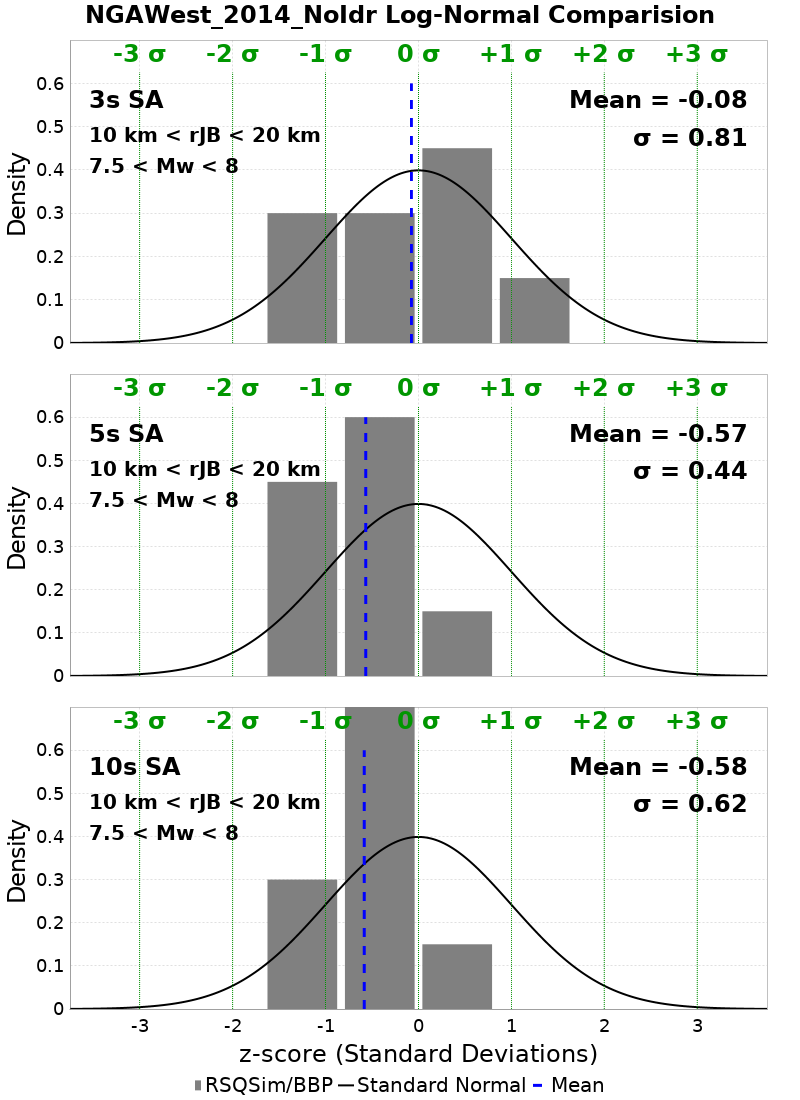 NGAWest_2014_NoIdr Log-Normal Comparision
-3 σ -2 σ -1 σ 0 σ +1 σ +2 σ +3 σ
0.6
3s SA Mean = -0.08
0.5
10 km < rJB < 20 km σ = 0.81
7.5 < Mw < 8
0.4
0.3
0.2
0.1
0
Density
-3 σ -2 σ -1 σ 0 σ +1 σ +2 σ +3 σ
0.6
5s SA Mean = -0.57
0.5
10 km < rJB < 20 km σ = 0.44
7.5 < Mw < 8
0.4
0.3
0.2
0.1
0
Density
-3 σ -2 σ -1 σ 0 σ +1 σ +2 σ +3 σ
0.6
10s SA Mean = -0.58
0.5
10 km < rJB < 20 km σ = 0.62
7.5 < Mw < 8
0.4
0.3
0.2
0.1
0
Density
-3 -2 -1 0 1 2 3
z-score (Standard Deviations)
RSQSim/BBP Standard Normal Mean